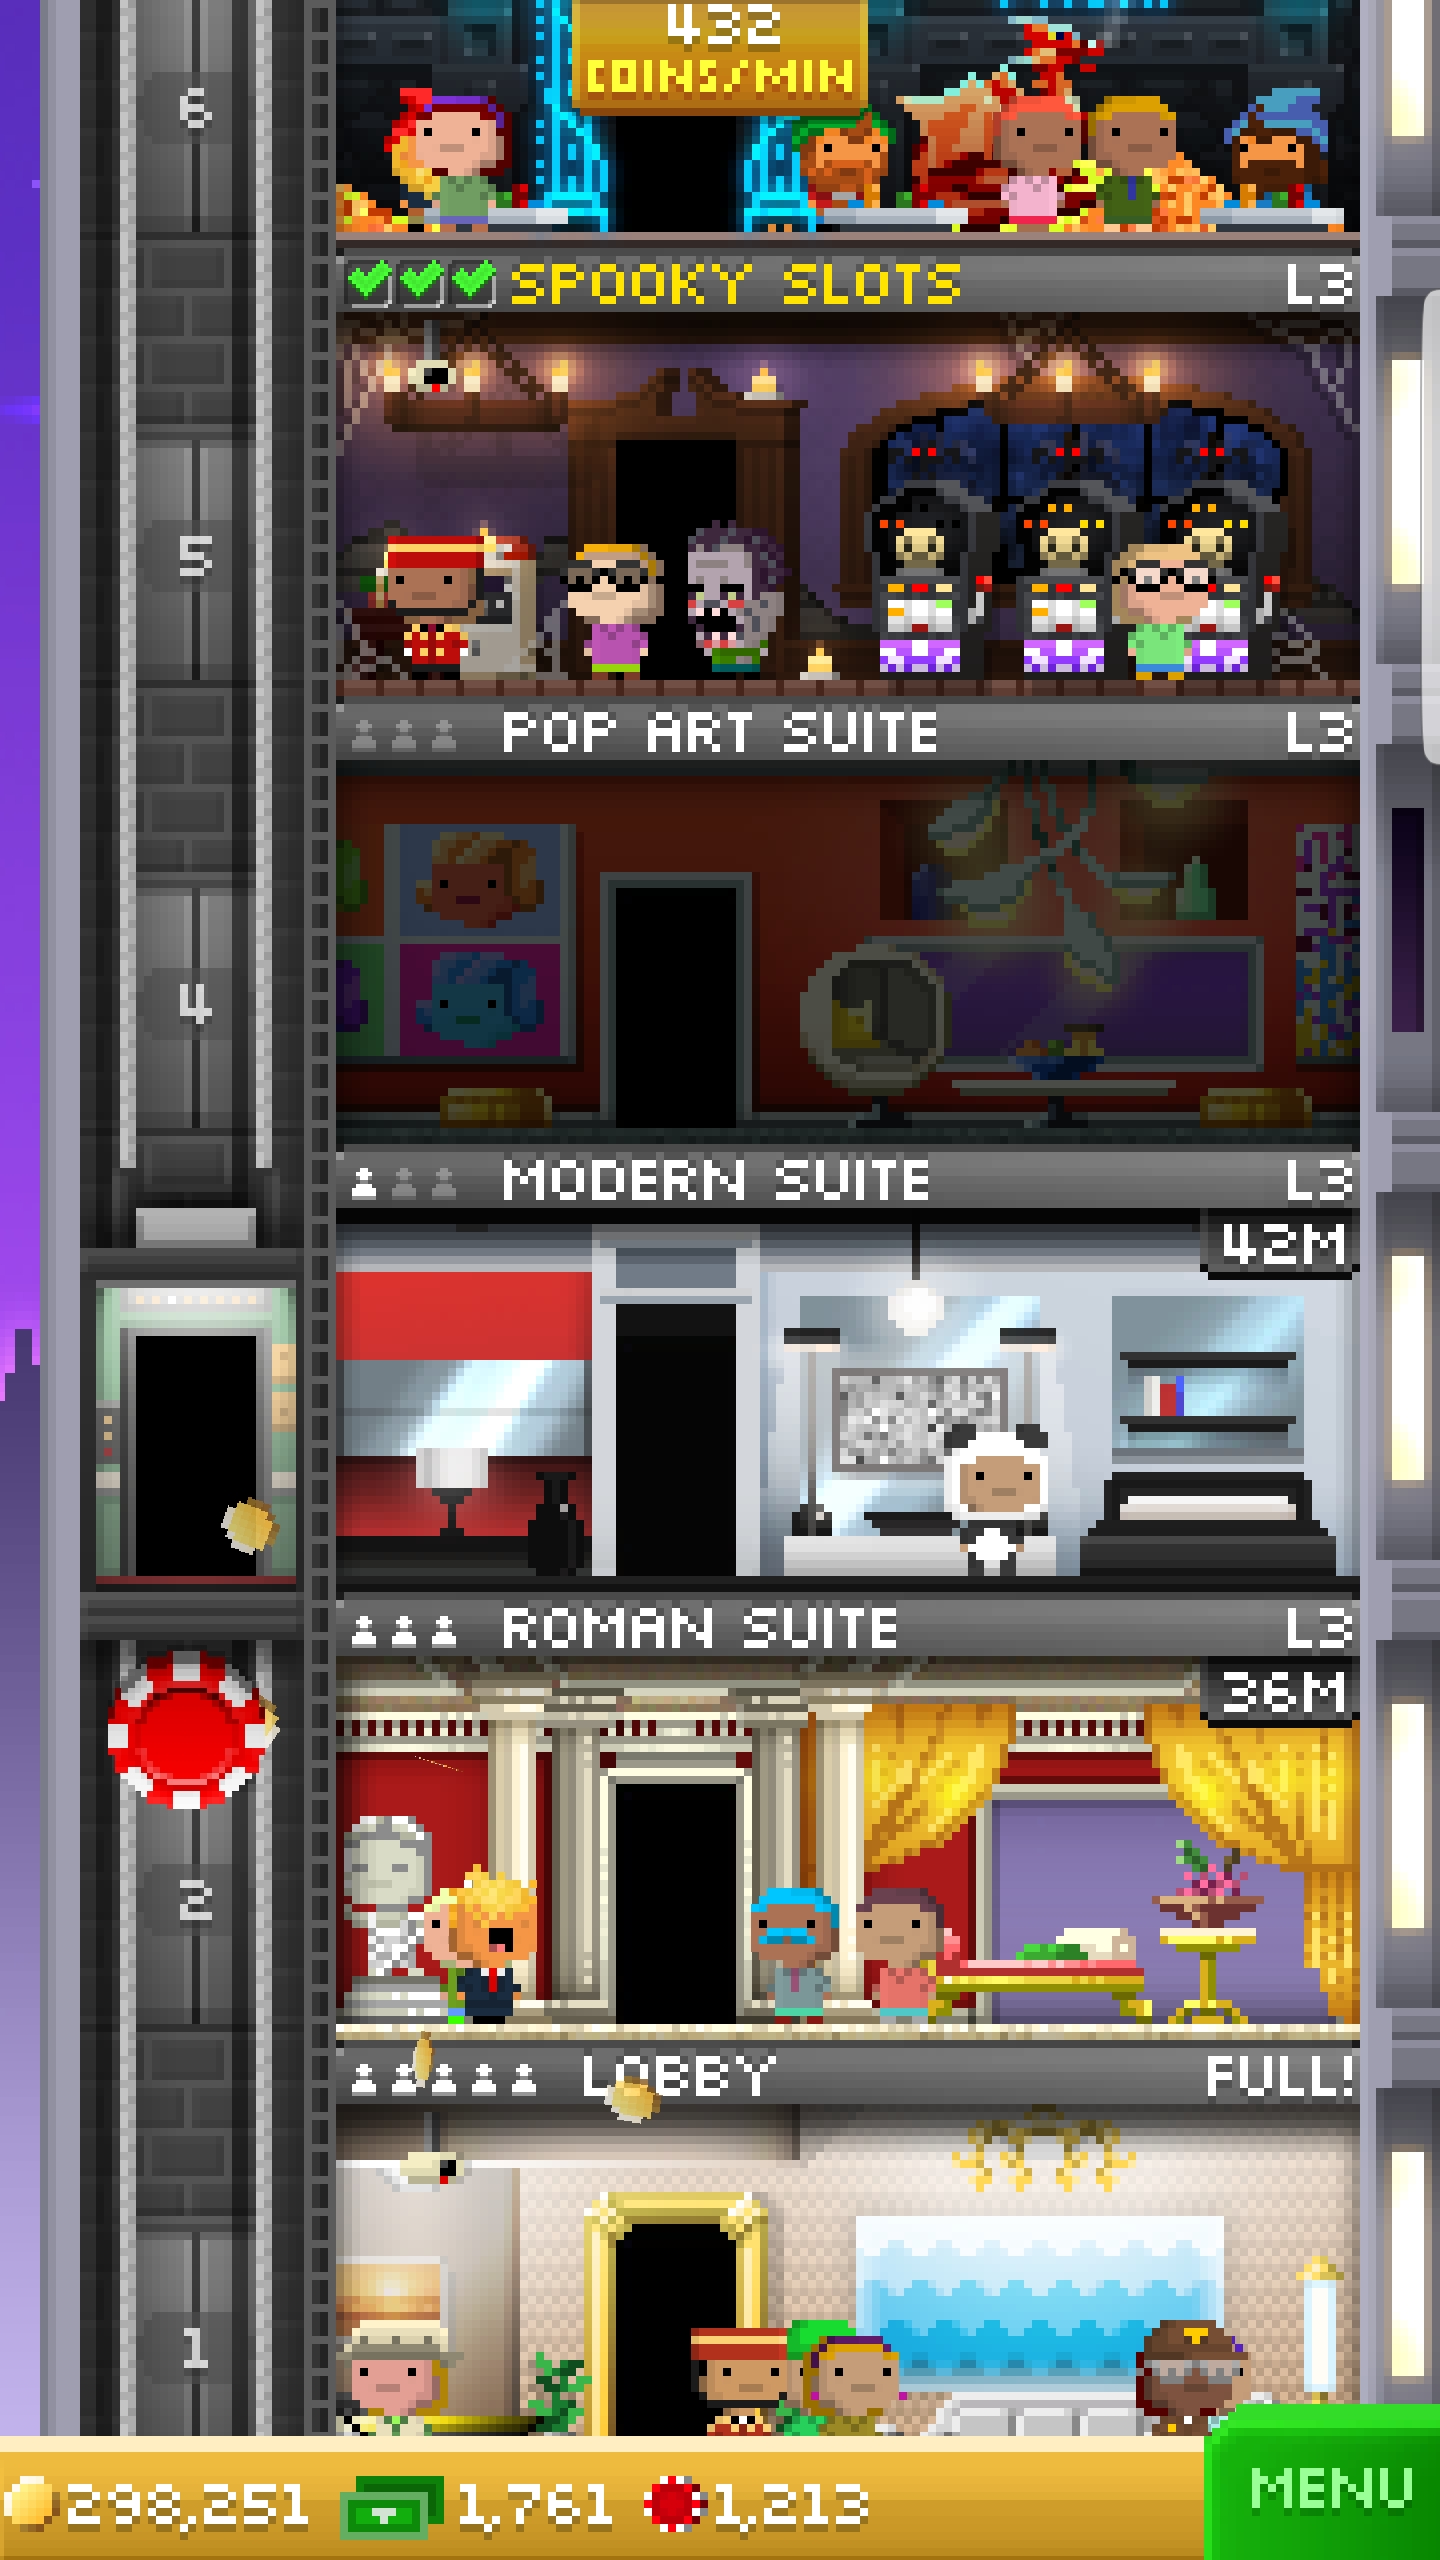 432
COINS/MIN
6
SPOOKY SLOTS L3
5
POP ART SUITE L3
4
MODERN SUITE L3
42M
ROMAN SUITE L3
36M
2
LOBBY FULL!
1
298,251 1,761 1,213
MENU